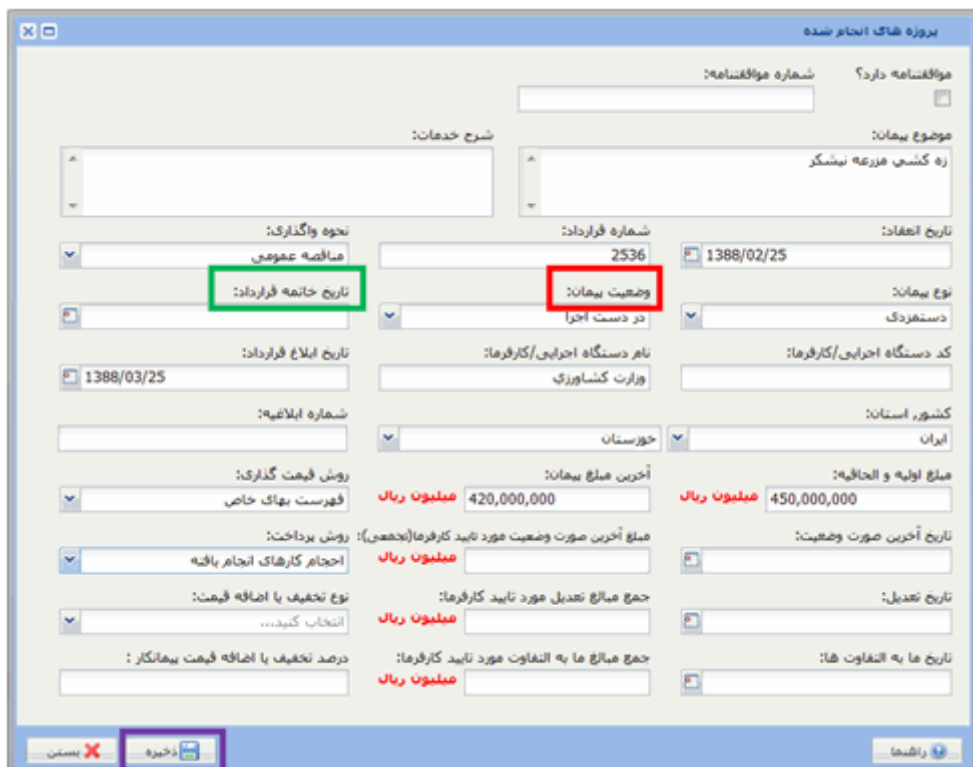 پروژه های انجام شده
موافقتنامه دارد؟ شماره موافقتنامه:
موضوع پیمان: شرح خدمات:
زه کشي مزرعه نیشکر
تاریخ انعقاد: شماره قرارداد: نحوه واگذاری:
1388/02/25 2536 مناقصه عمومی
نوع پیمان: وضعیت پیمان: تاریخ خاتمه قرارداد:
دستمزدی در دست اجرا
کد دستگاه اجرایی/کارفرما: نام دستگاه اجرایی/کارفرما: تاریخ ابلاغ قرارداد:
وزارت کشاورزي 1388/03/25
کشور, استان: شماره ابلاغیه:
ایران خوزستان
مبلغ اولیه و الحاقیه: آخرین مبلغ پیمان: روش قیمت گذاری:
450,000,000 میلیون ریال 420,000,000 میلیون ریال فهرست بهای خاص
تاریخ آخرین صورت وضعیت: مبلغ آخرین صورت وضعیت مورد تایید کارفرما(تجمعی): روش پرداخت:
میلیون ریال احجام کارهای انجام یافته
تاریخ تعدیل: جمع مبالغ تعدیل مورد تایید کارفرما: نوع تخفیف یا اضافه قیمت:
میلیون ریال انتخاب کنید...
تاریخ ما به التفاوت ها: جمع مبالغ ما به التفاوت مورد تایید کارفرما: درصد تخفیف یا اضافه قیمت پیمانکار :
میلیون ریال
راهنما ذخیره بستن